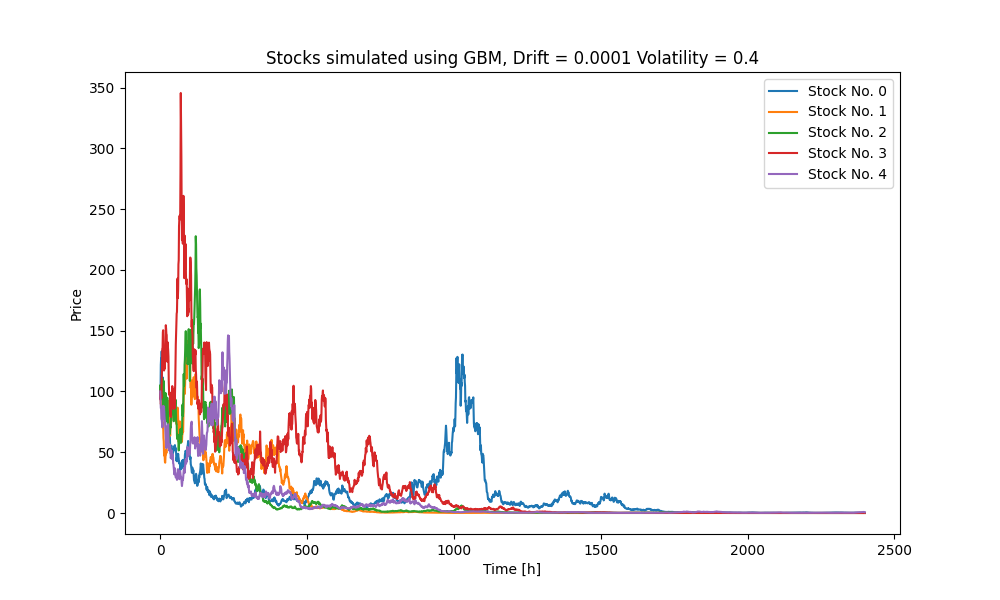 Stocks simulated using GBM, Drift = 0.0001 Volatility = 0.4
350
300
250
200
150
100
50
0
Price
Stock No. 0
Stock No. 1
Stock No. 2
Stock No. 3
Stock No. 4
0
500
1000
1500
2000
2500
Time [h]